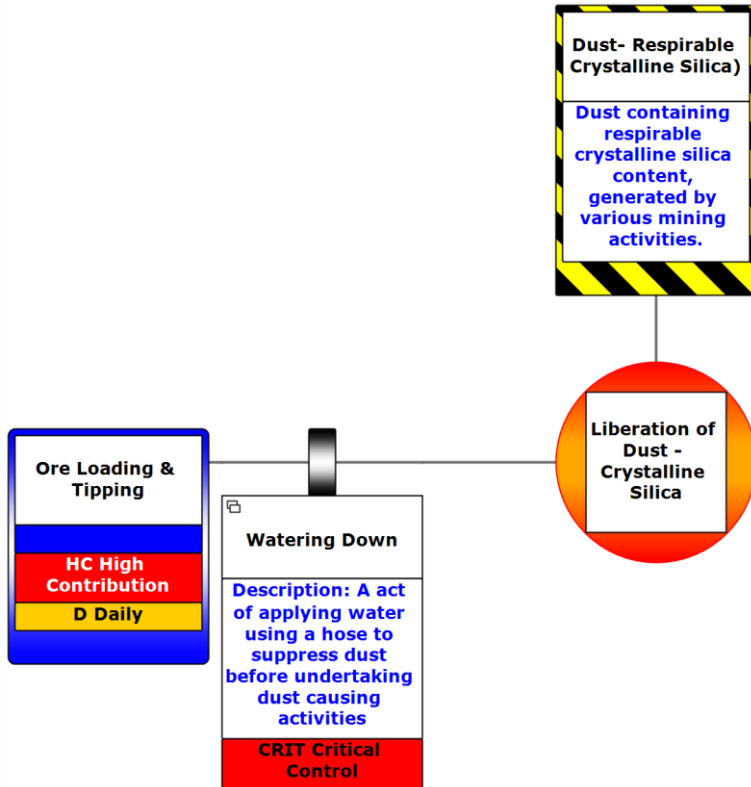 Dust- Respirable
Crystalline Silica)
Dust containing
respirable
crystalline silica
content,
generated by
various mining
activities.
Liberation of
Dust -
Crystalline
Silica
Ore Loading &
Tipping
HC High
Contribution
D Daily
Watering Down
Description: A act
of applying water
using a hose to
suppress dust
before undertaking
dust causing
activities
CRIT Critical
Control